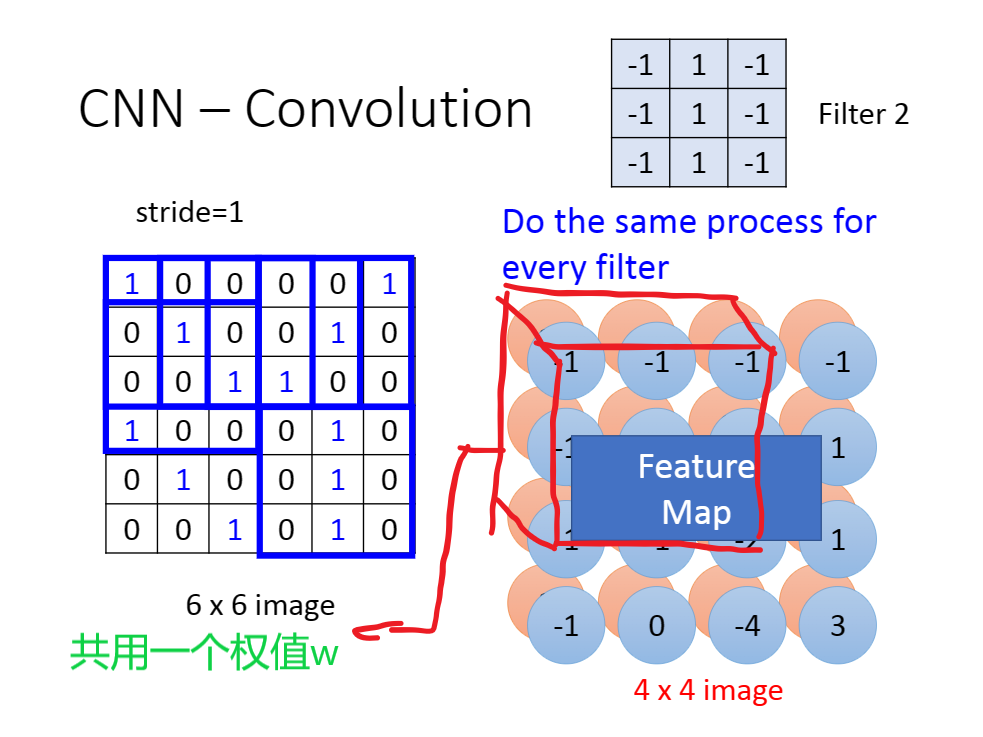 CNN – Convolution
-1 1 -1
-1 1 -1
-1 1 -1
Filter 2
stride=1
Do the same process for
every filter
1 0 0 0 0 1
0 1 0 0 1 0
0 0 1 1 0 0
1 0 0 0 1 0
0 1 0 0 1 0
0 0 1 0 1 0
6 x 6 image
共用一个权值w
-1 -1 -1 -1
1
Feature
Map
1
-1 0 -4 3
4 x 4 image